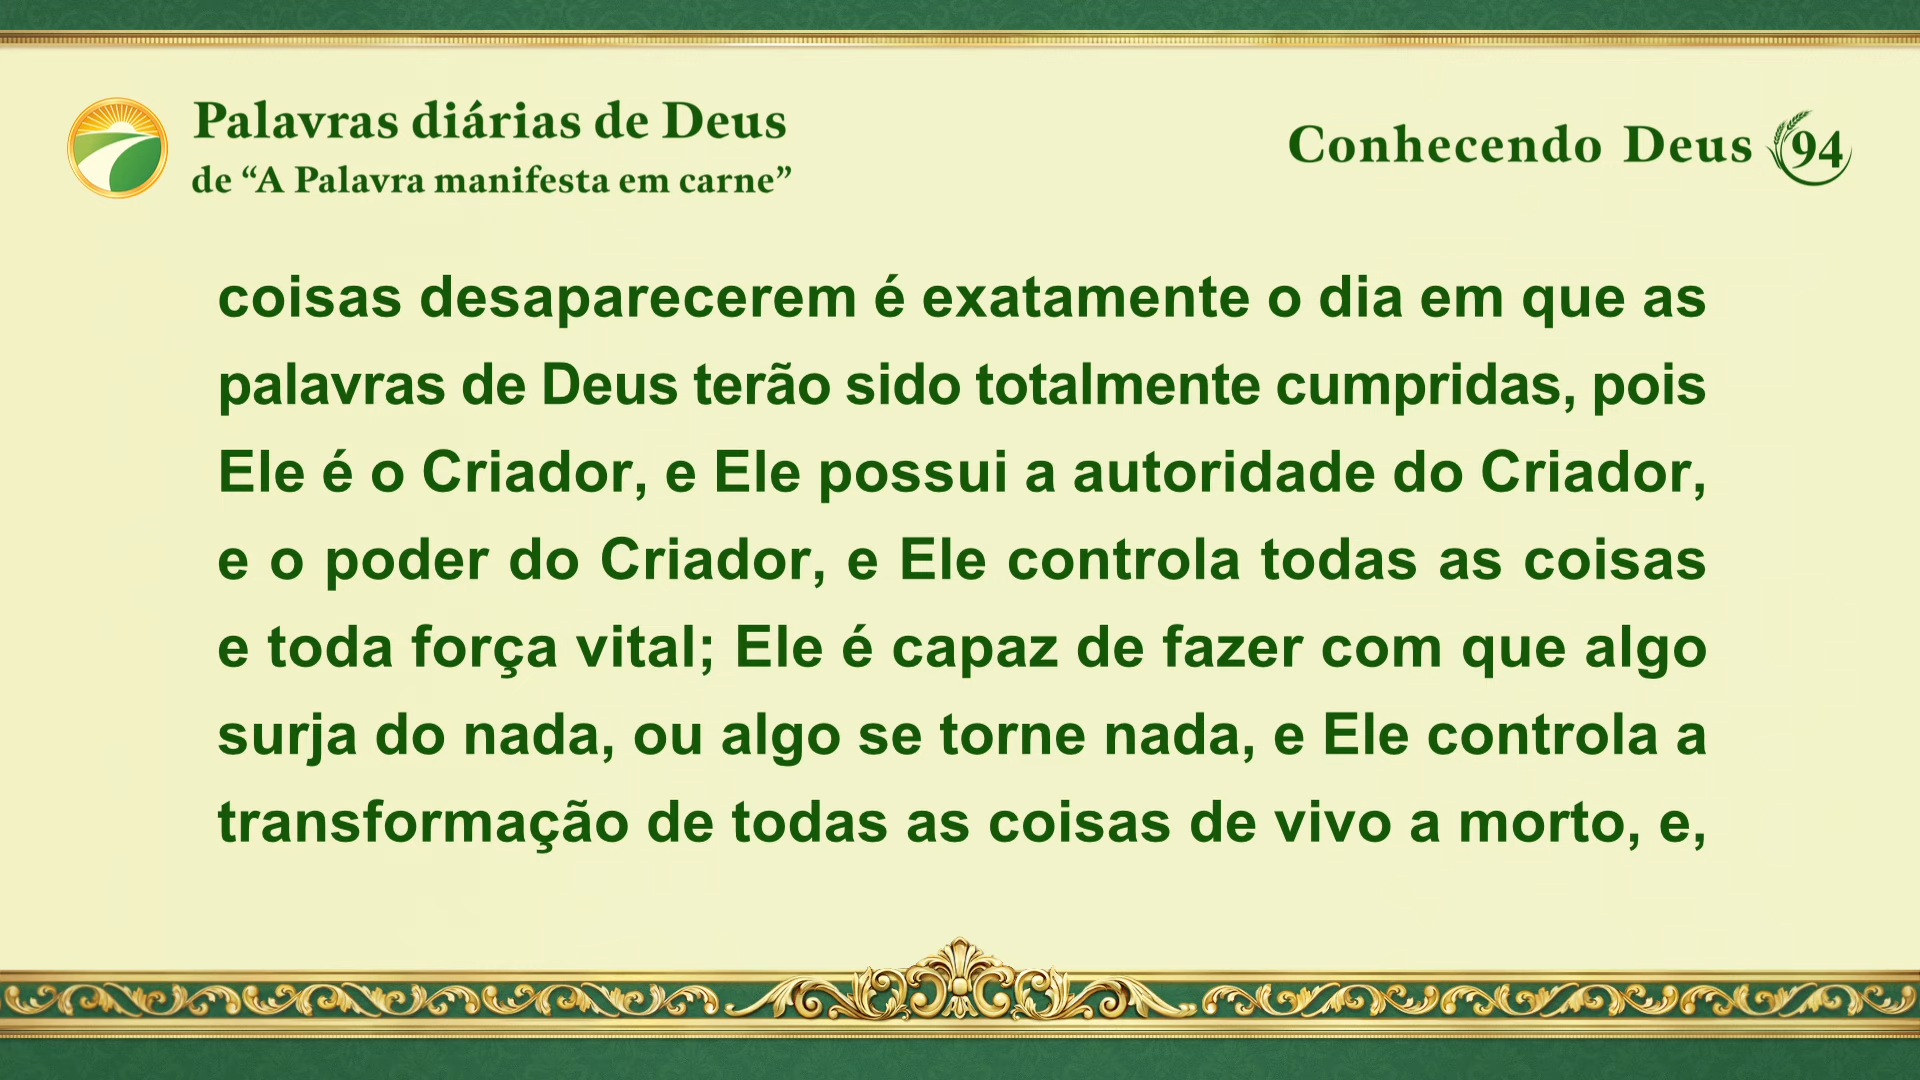 Palavras diárias de Deus
de “A Palavra manifesta em carne”
Conhecendo Deus 94
coisas desaparecerem é exatamente o dia em que as
palavras de Deus terão sido totalmente cumpridas, pois
Ele é o Criador, e Ele possui a autoridade do Criador,
e o poder do Criador, e Ele controla todas as coisas
e toda força vital; Ele é capaz de fazer com que algo
surja do nada, ou algo se torne nada, e Ele controla a
transformação de todas as coisas de vivo a morto, e,